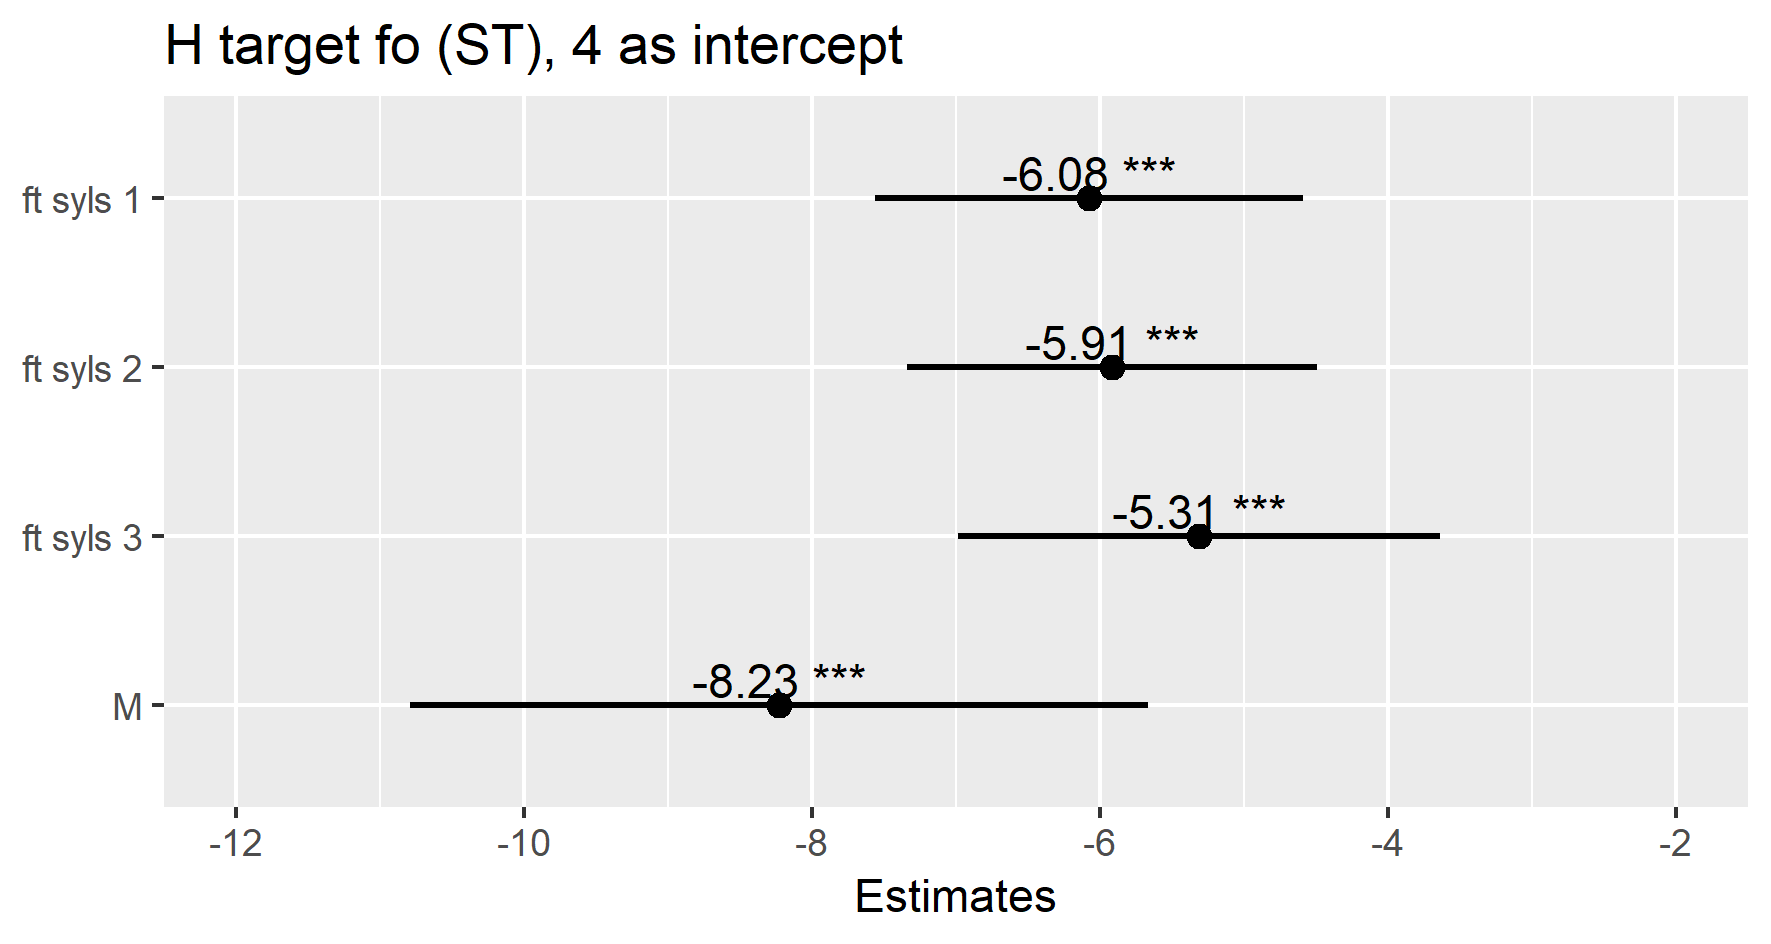 H target fo (ST), 4 as intercept
-6.08 ***
ft syls 1
-5.91 ***
ft syls 2
-5.31 ***
ft syls 3
-8.23 ***
M
-12 -10 -8 -6 -4 -2
Estimates